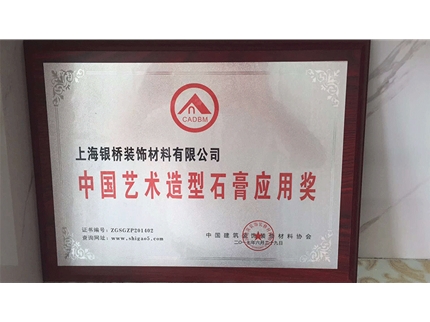 CADBM
上海银桥装饰材料有限公司
中国艺术造型石膏应用奖
证书编号：ZGSGZP201402
查询网址：www.shigao5.com
中国建筑装饰装修材料协会